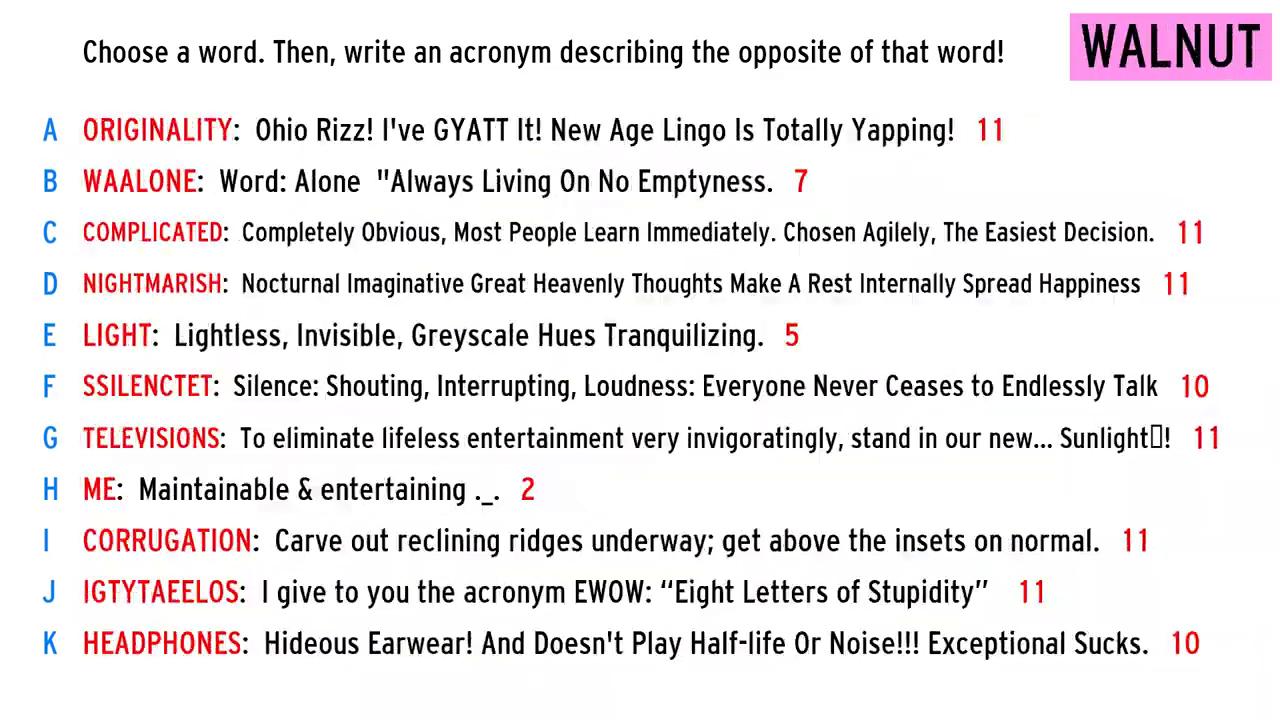 Choose a word. Then, write an acronym describing the opposite of that word!
WALNUT
A ORIGINALITY: Ohio Rizz! I've GYATT It! New Age Lingo Is Totally Yapping! 11
B WAALONE: Word: Alone "Always Living On No Emptyness. 7
C COMPLICATED: Completely Obvious, Most People Learn Immediately. Chosen Agilely, The Easiest Decision. 11
D NIGHTMARISH: Nocturnal Imaginative Great Heavenly Thoughts Make A Rest Internally Spread Happiness 11
E LIGHT: Lightless, Invisible, Greyscale Hues Tranquilizing. 5
F SSILENCTET: Silence: Shouting, Interrupting, Loudness: Everyone Never Ceases to Endlessly Talk 10
G TELEVISIONS: To eliminate lifeless entertainment very invigoratingly, stand in our new... Sunlight▯! 11
H ME: Maintainable & entertaining ._. 2
I CORRUGATION: Carve out reclining ridges underway; get above the insets on normal. 11
J IGTYTAEELOS: I give to you the acronym EWOW: “Eight Letters of Stupidity” 11
K HEADPHONES: Hideous Earwear! And Doesn't Play Half-life Or Noise!!! Exceptional Sucks. 10